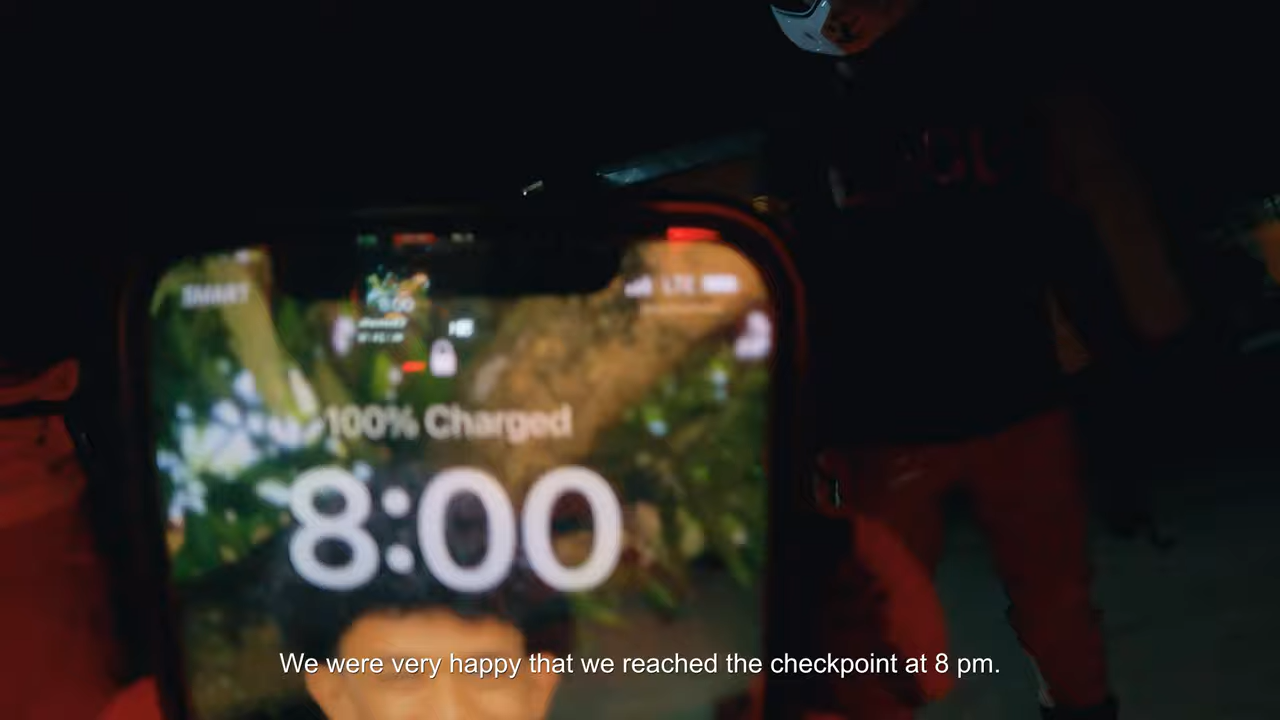 SMART
LTE
100% Charged
8:00
We were very happy that we reached the checkpoint at 8 pm.